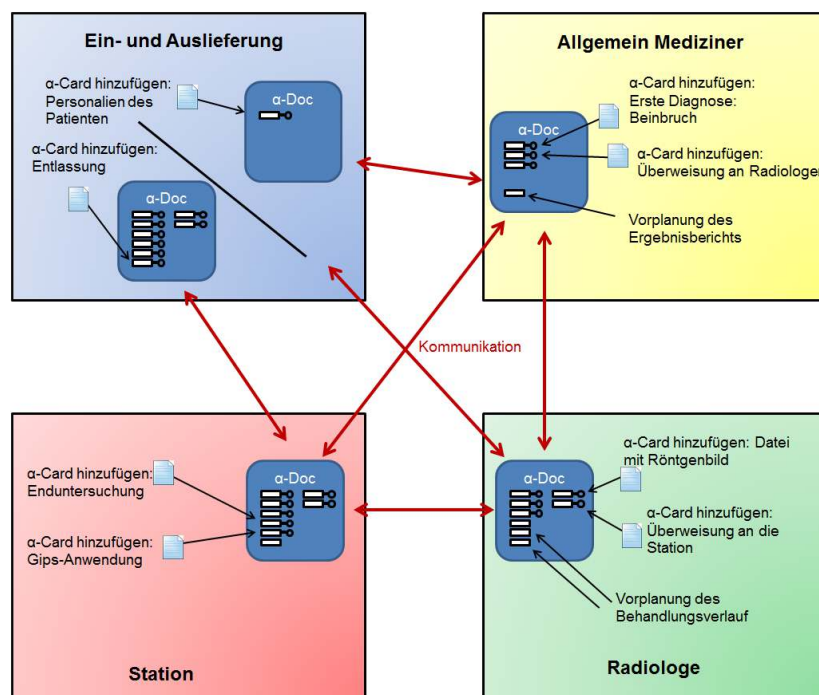 Ein- und Auslieferung
α-Card hinzufügen:
Personalien des
Patienten
α-Doc
α-Card hinzufügen:
Entlassung
α-Doc
Allgemein Mediziner
α-Card hinzufügen:
Erste Diagnose:
Beinbruch
α-Doc
α-Card hinzufügen:
Überweisung an Radiologen
Vorplanung des
Ergebnisberichts
Kommunikation
α-Card hinzufügen:
Enduntersuchung
α-Doc
α-Card hinzufügen:
Gips-Anwendung
Station
α-Card hinzufügen: Datei
mit Röntgenbild
α-Doc
α-Card hinzufügen:
Überweisung an die
Station
Vorplanung des
Behandlungsverlauf
Radiologe